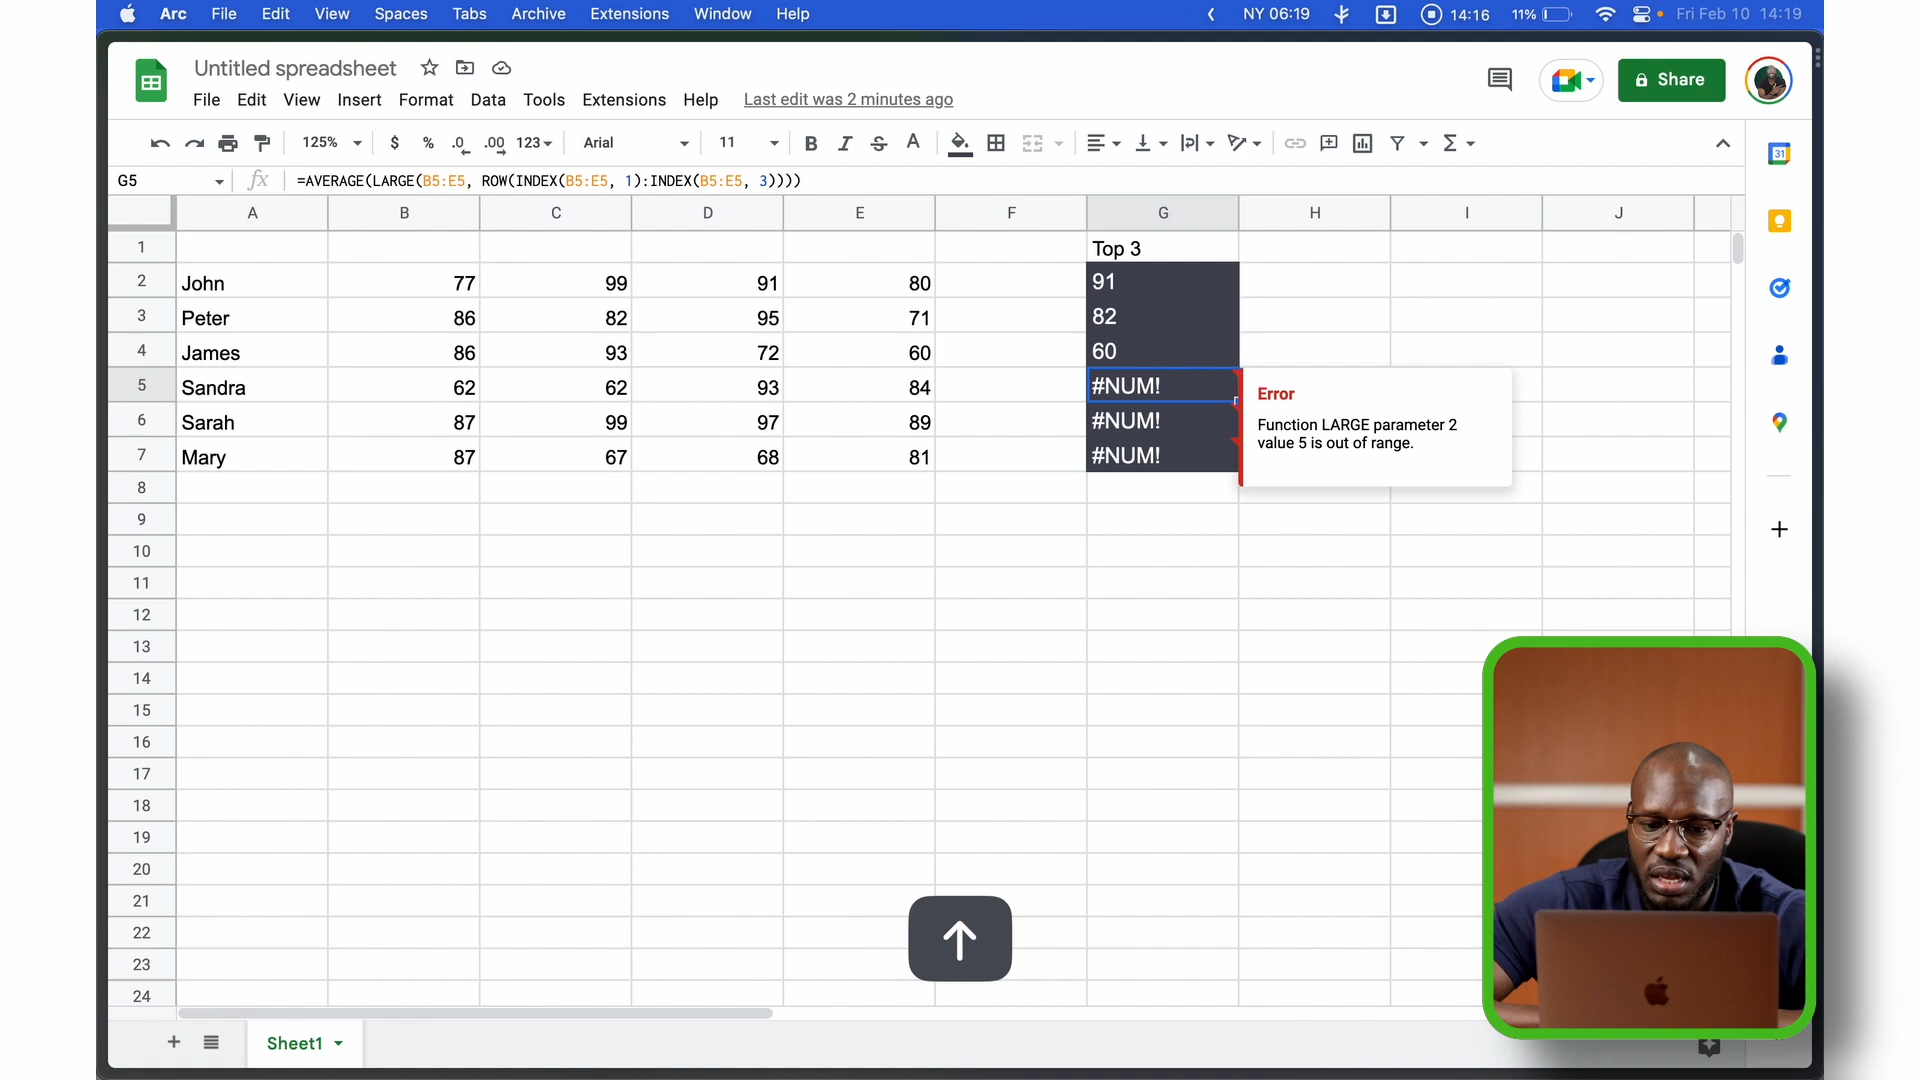 Arc File Edit View Spaces Tabs Archive Extensions Window Help NY 06:19 14:16 11% Fri Feb 10 14:19
Untitled spreadsheet
File Edit View Insert Format Data Tools Extensions Help Last edit was 2 minutes ago
Share
125% $ % .0 .00 123 Arial 11 B I S A Σ
31
G5 fx =AVERAGE(LARGE(B5:E5, ROW(INDEX(B5:E5, 1):INDEX(B5:E5, 3))))
A B C D E F G H I J
1 Top 3
2 John 77 99 91 80 91
3 Peter 86 82 95 71 82
4 James 86 93 72 60 60
5 Sandra 62 62 93 84 #NUM!
Error
Function LARGE parameter 2
value 5 is out of range.
6 Sarah 87 99 97 89 #NUM!
7 Mary 87 67 68 81 #NUM!
8
9
10
11
12
13
14
15
16
17
18
19
20
21
22
23
24
Sheet1